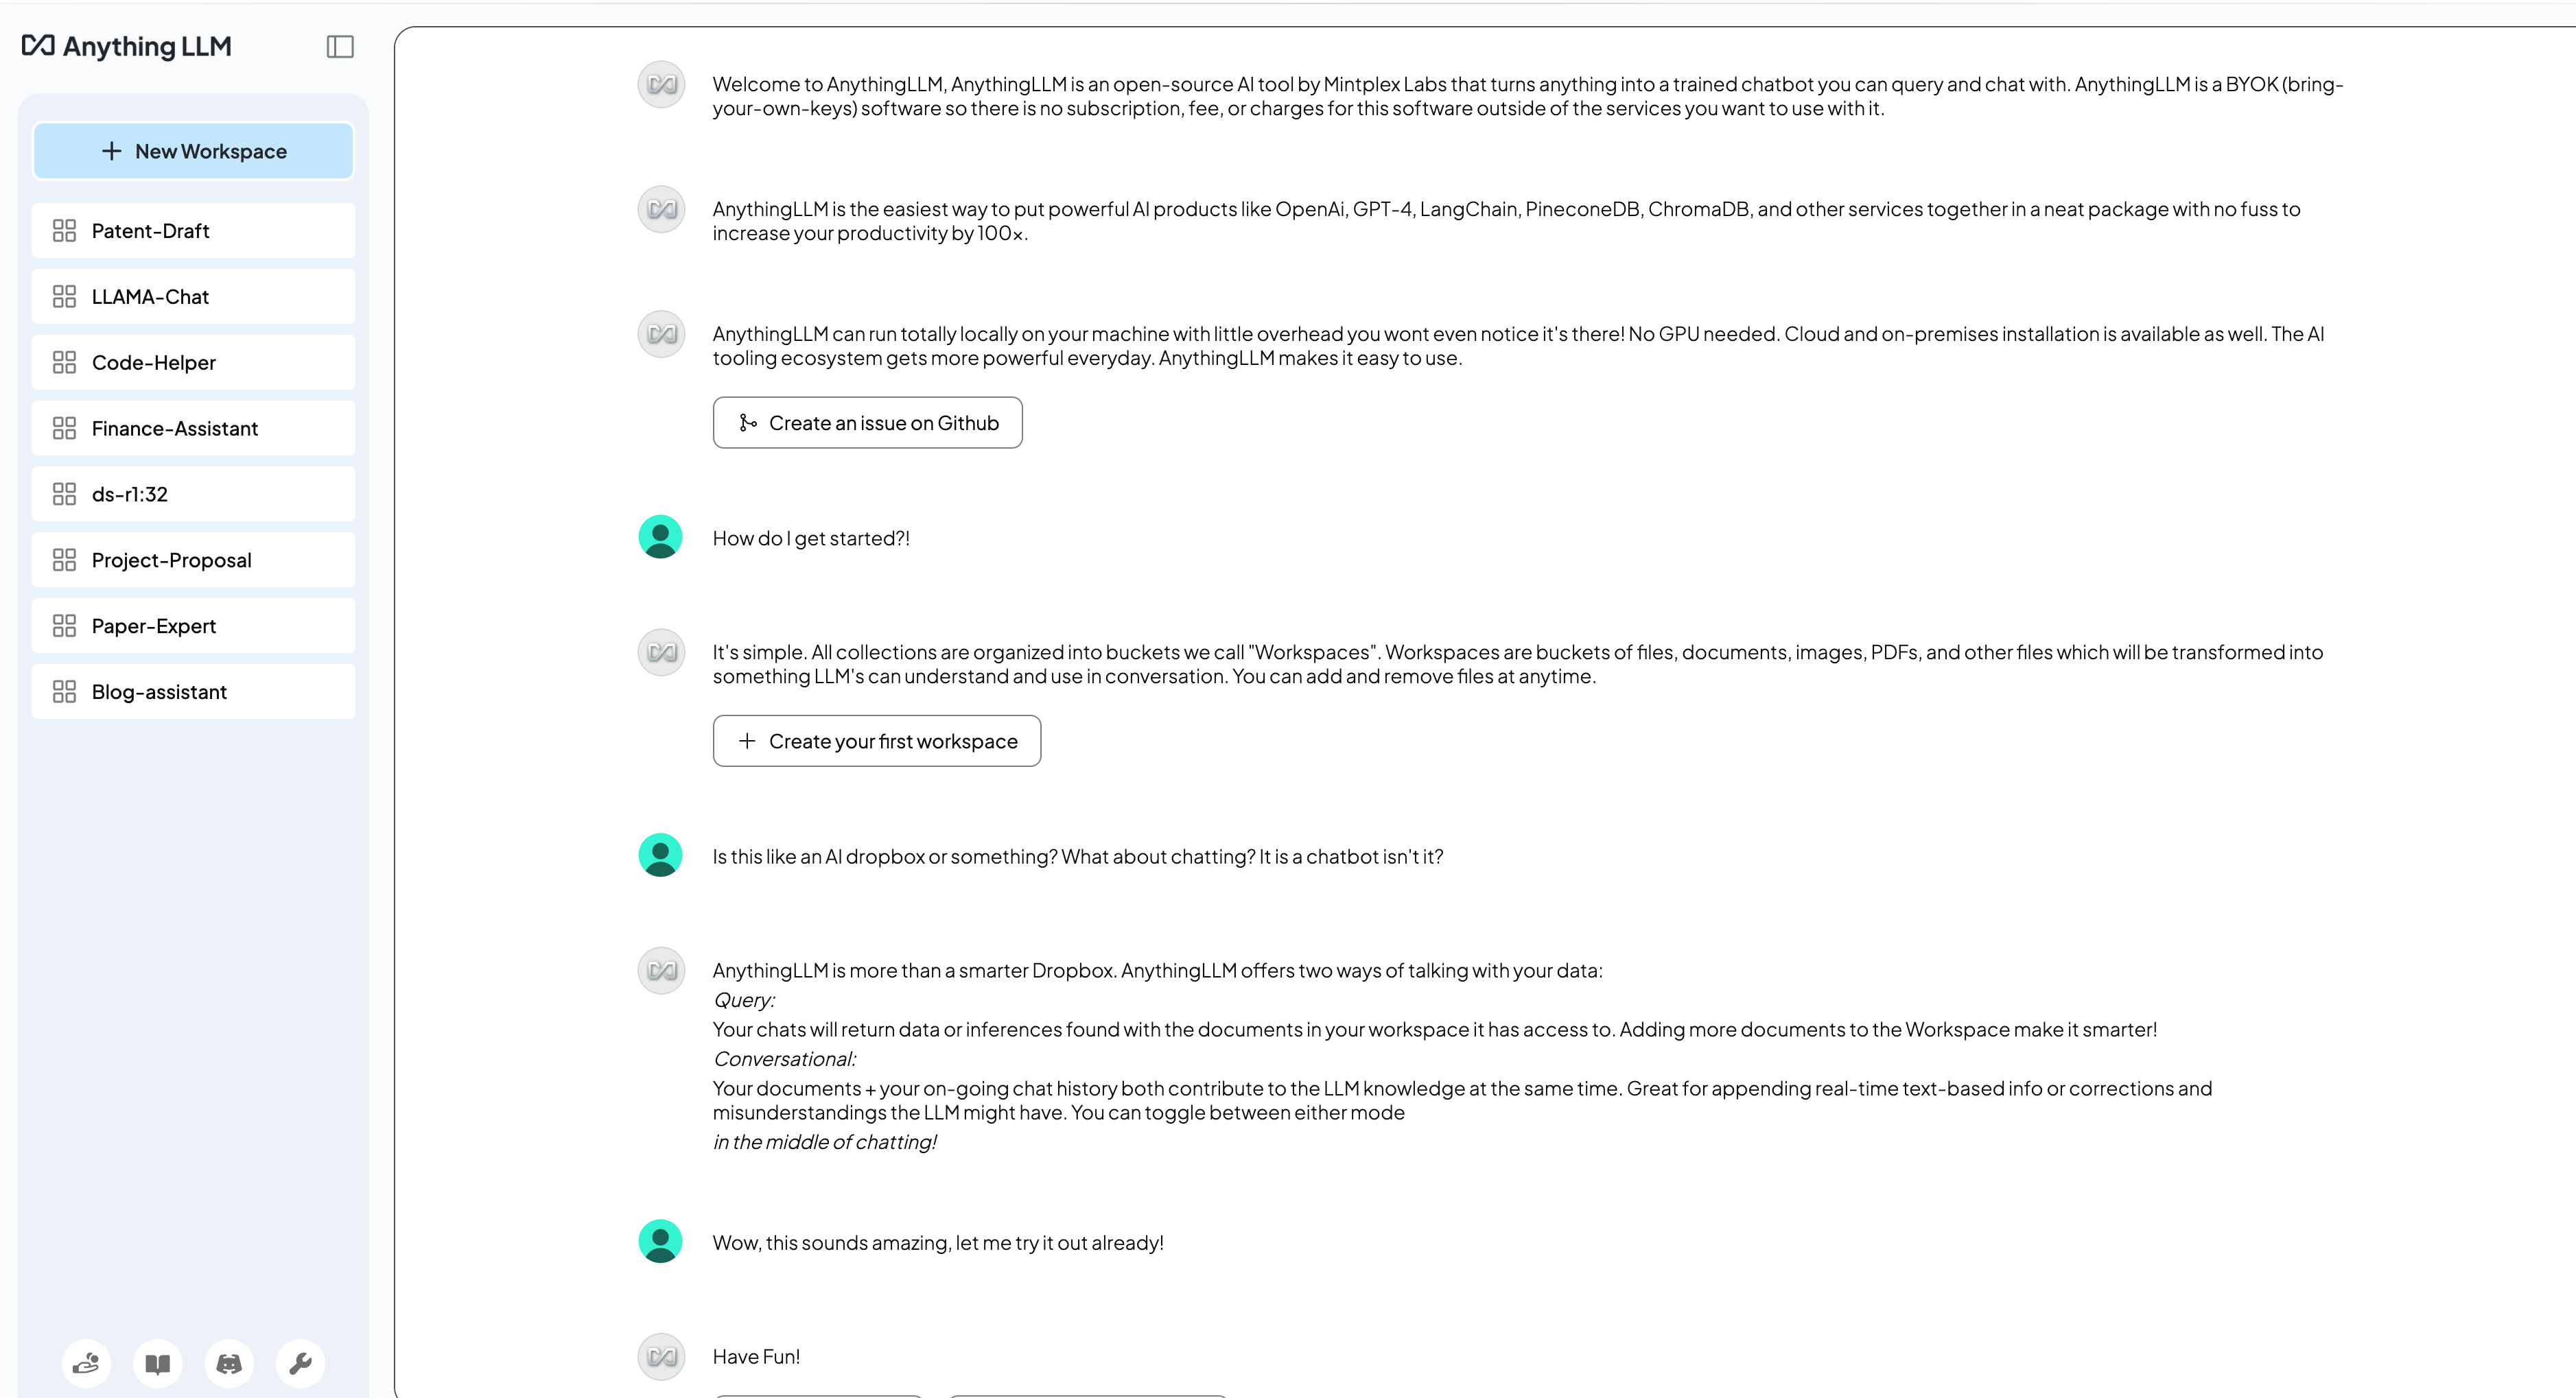 Anything LLM
New Workspace
Patent-Draft
LLAMA-Chat
Code-Helper
Finance-Assistant
ds-r1:32
Project-Proposal
Paper-Expert
Blog-assistant
Welcome to AnythingLLM, AnythingLLM is an open-source AI tool by Mintplex Labs that turns anything into a trained chatbot you can query and chat with. AnythingLLM is a BYOK (bring-
your-own-keys) software so there is no subscription, fee, or charges for this software outside of the services you want to use with it.
AnythingLLM is the easiest way to put powerful AI products like OpenAi, GPT-4, LangChain, PineconeDB, ChromaDB, and other services together in a neat package with no fuss to
increase your productivity by 100x.
AnythingLLM can run totally locally on your machine with little overhead you wont even notice it's there! No GPU needed. Cloud and on-premises installation is available as well. The AI
tooling ecosystem gets more powerful everyday. AnythingLLM makes it easy to use.
Create an issue on Github
How do I get started?!
It's simple. All collections are organized into buckets we call "Workspaces". Workspaces are buckets of files, documents, images, PDFs, and other files which will be transformed into
something LLM's can understand and use in conversation. You can add and remove files at anytime.
Create your first workspace
Is this like an AI dropbox or something? What about chatting? It is a chatbot isn't it?
AnythingLLM is more than a smarter Dropbox. AnythingLLM offers two ways of talking with your data:
Query:
Your chats will return data or inferences found with the documents in your workspace it has access to. Adding more documents to the Workspace make it smarter!
Conversational:
Your documents + your on-going chat history both contribute to the LLM knowledge at the same time. Great for appending real-time text-based info or corrections and
misunderstandings the LLM might have. You can toggle between either mode
in the middle of chatting!
Wow, this sounds amazing, let me try it out already!
Have Fun!